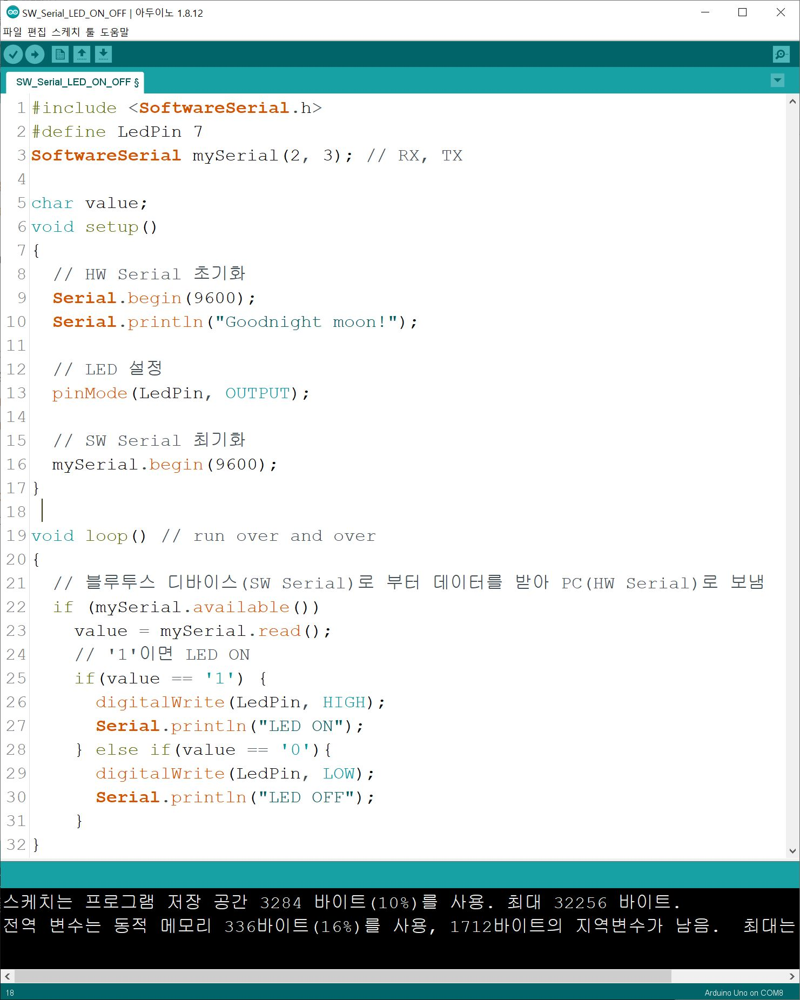 SW_Serial_LED_ON_OFF | 아두이노 1.8.12
파일 편집 스케치 툴 도움말
SW_Serial_LED_ON_OFF §
1 #include <SoftwareSerial.h>
2 #define LedPin 7
3 SoftwareSerial mySerial(2, 3); // RX, TX
4
5 char value;
6 void setup()
7 {
8   // HW Serial 초기화
9   Serial.begin(9600);
10   Serial.println("Goodnight moon!");
11
12   // LED 설정
13   pinMode(LedPin, OUTPUT);
14
15   // SW Serial 최기화
16   mySerial.begin(9600);
17 }
18
19 void loop() // run over and over
20 {
21   // 블루투스 디바이스(SW Serial)로 부터 데이터를 받아 PC(HW Serial)로 보냄
22   if (mySerial.available())
23     value = mySerial.read();
24     // '1'이면 LED ON
25     if(value == '1') {
26       digitalWrite(LedPin, HIGH);
27       Serial.println("LED ON");
28     } else if(value == '0'){
29       digitalWrite(LedPin, LOW);
30       Serial.println("LED OFF");
31     }
32 }
스케치는 프로그램 저장 공간 3284 바이트(10%)를 사용. 최대 32256 바이트.
전역 변수는 동적 메모리 336바이트(16%)를 사용, 1712바이트의 지역변수가 남음.  최대는
18
Arduino Uno on COM8